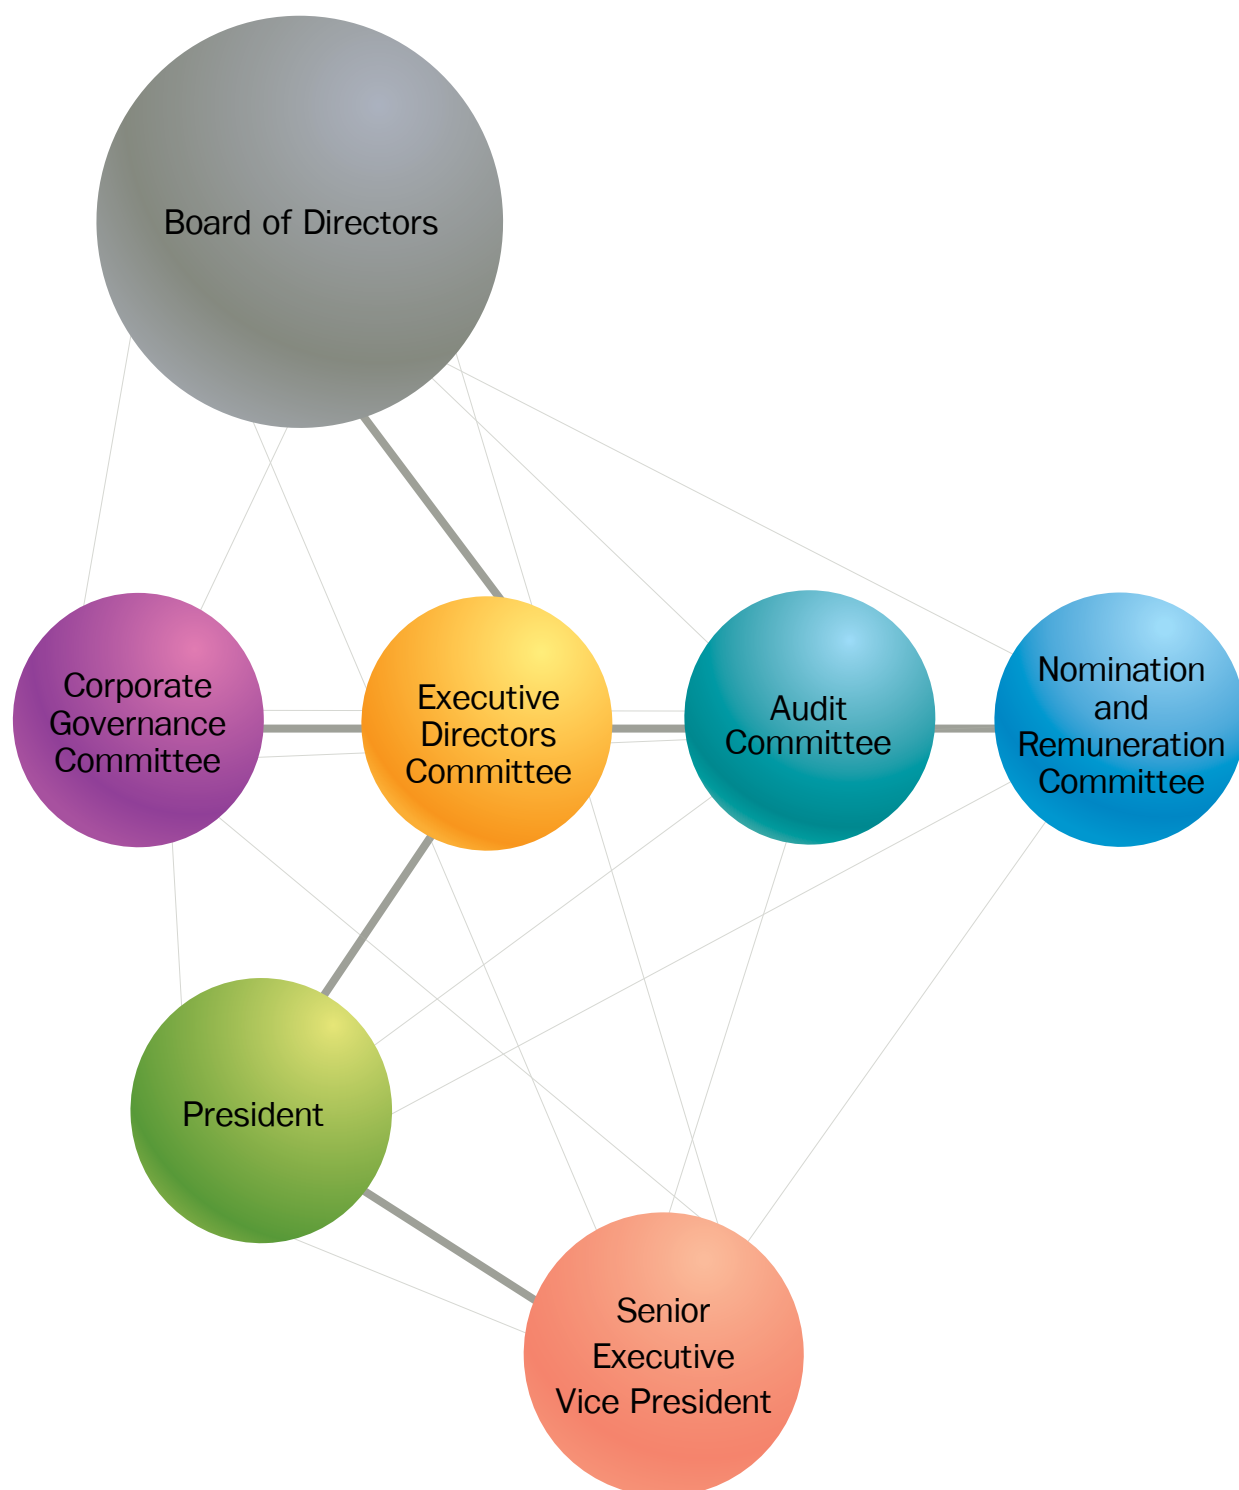 Board of Directors
Corporate
Governance
Committee
Executive
Directors
Committee
Audit
Committee
Nomination
and
Remuneration
Committee
President
Senior
Executive
Vice President